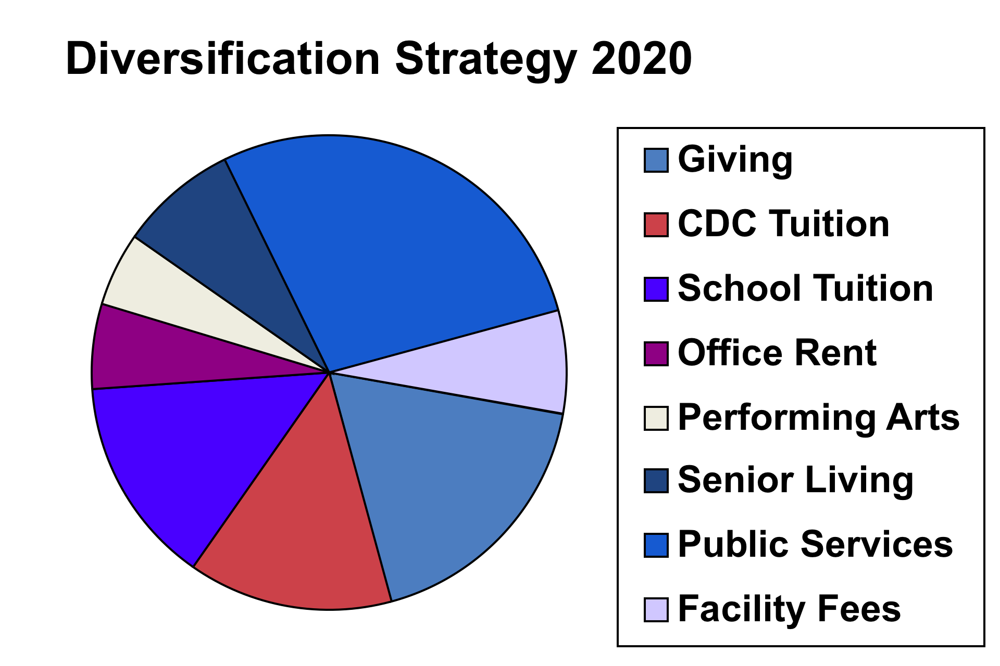 Diversification Strategy 2020
Giving
CDC Tuition
School Tuition
Office Rent
Performing Arts
Senior Living
Public Services
Facility Fees